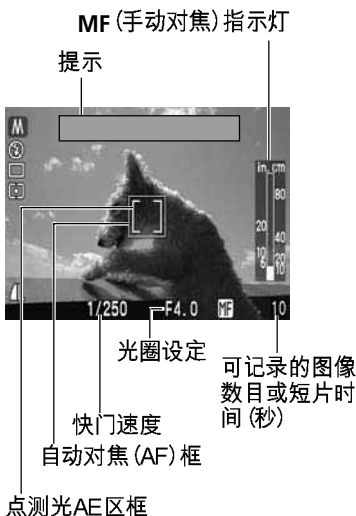 MF (手动对焦) 指示灯
提示
M
in. cm
80
20
40
10
20
6
10
1/250
F4.0
MF
10
光圈设定
可记录的图像
数目或短片时
间 (秒)
快门速度
自动对焦 (AF) 框
点测光AE区框